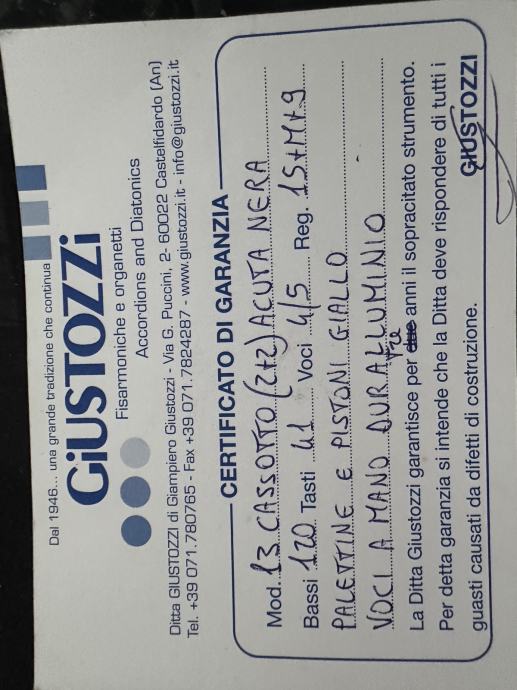 Dal 1946... una grande tradizione che continua
GiUSTOZZi
Fisarmoniche e organetti
Accordions and Diatonics
Ditta GIUSTOZZI di Giampiero Giustozzi - Via G. Puccini, 2- 60022 Castelfidardo (An)
Tel. +39 071.780765 - Fax +39 071.7824287 - www.giustozzi.it - info@giustozzi.it
CERTIFICATO DI GARANZIA
Mod. 13 CASSOTTO (2+2) ACUTA NERA
Bassi 120 Tasti 41 Voci 4/5 Reg. 15+M+9
PALETTINE E PISTONI GIALLO
VOCI A MANO DURALLUMINIO
La Ditta Giustozzi garantisce per due tre anni il sopracitato strumento.
Per detta garanzia si intende che la Ditta deve rispondere di tutti i
guasti causati da difetti di costruzione.
GIUSTOZZI